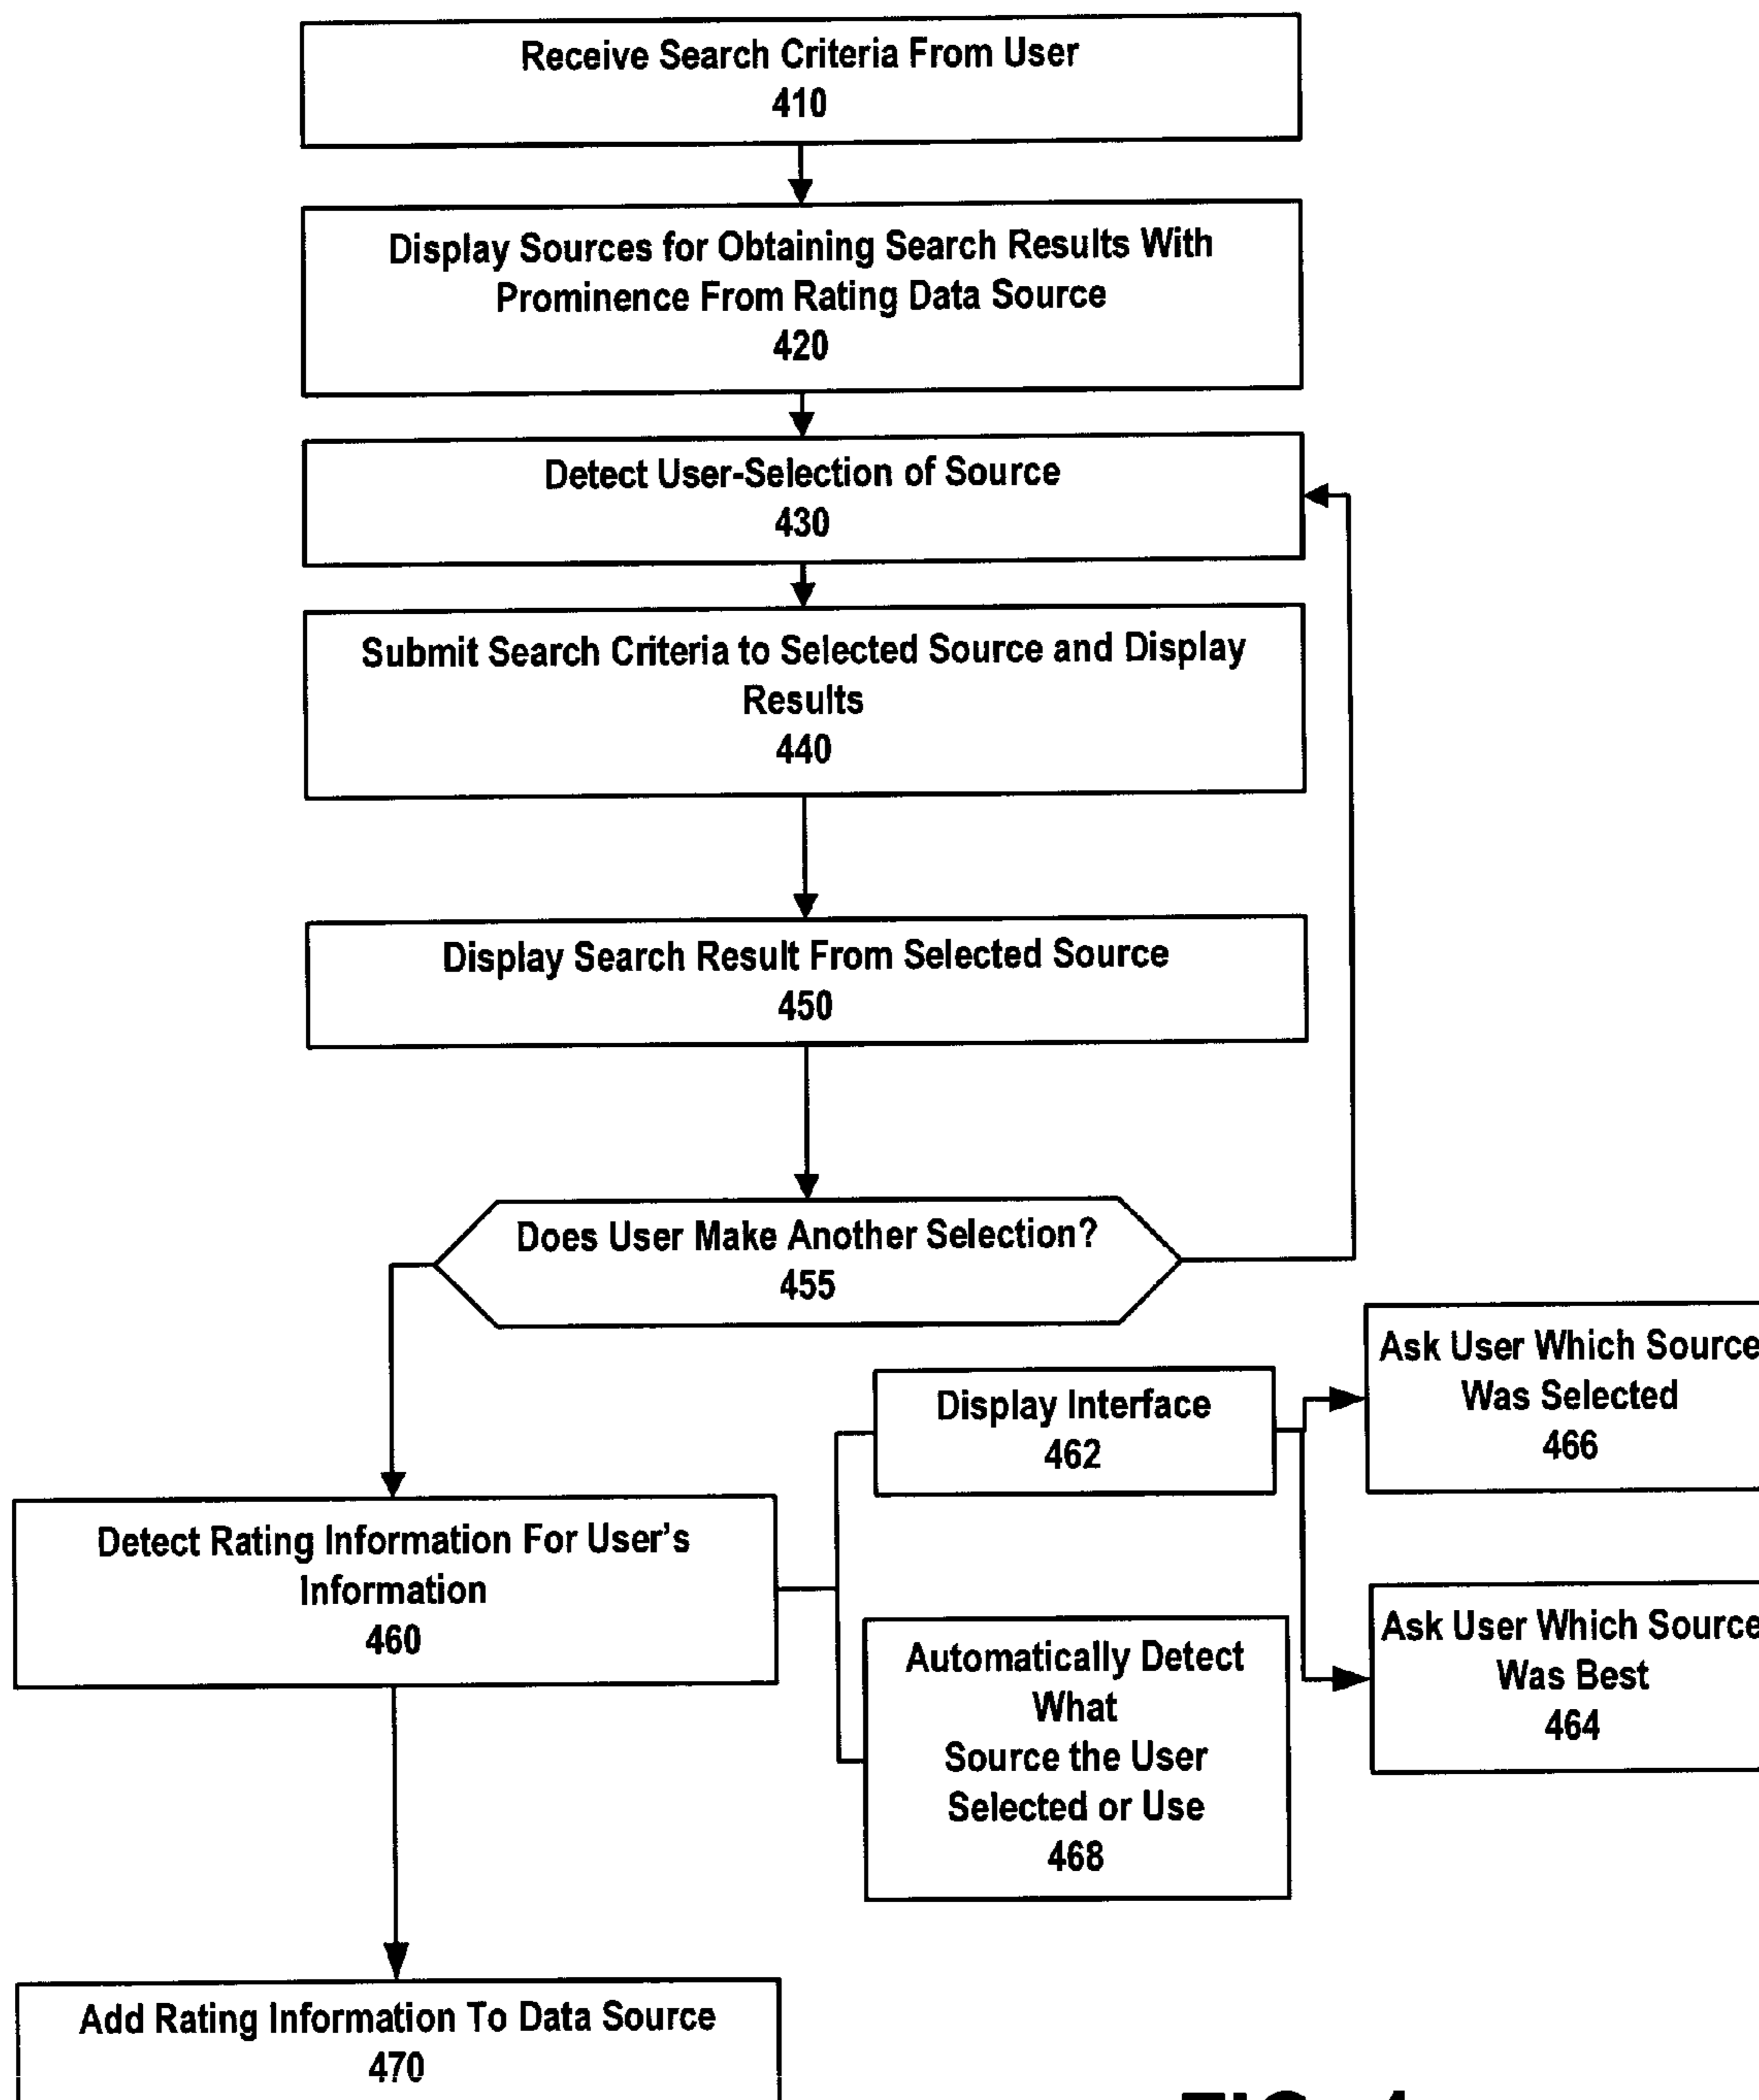 Receive Search Criteria From User
410
Display Sources for Obtaining Search Results With
Prominence From Rating Data Source
420
Detect User-Selection of Source
430
Submit Search Criteria to Selected Source and Display
Results
440
Display Search Result From Selected Source
450
Does User Make Another Selection?
455
Ask User Which Source
Was Selected
466
Display Interface
462
Detect Rating Information For User's
Information
460
Automatically Detect
What
Source the User
Selected or Use
468
Ask User Which Source
Was Best
464
Add Rating Information To Data Source
470